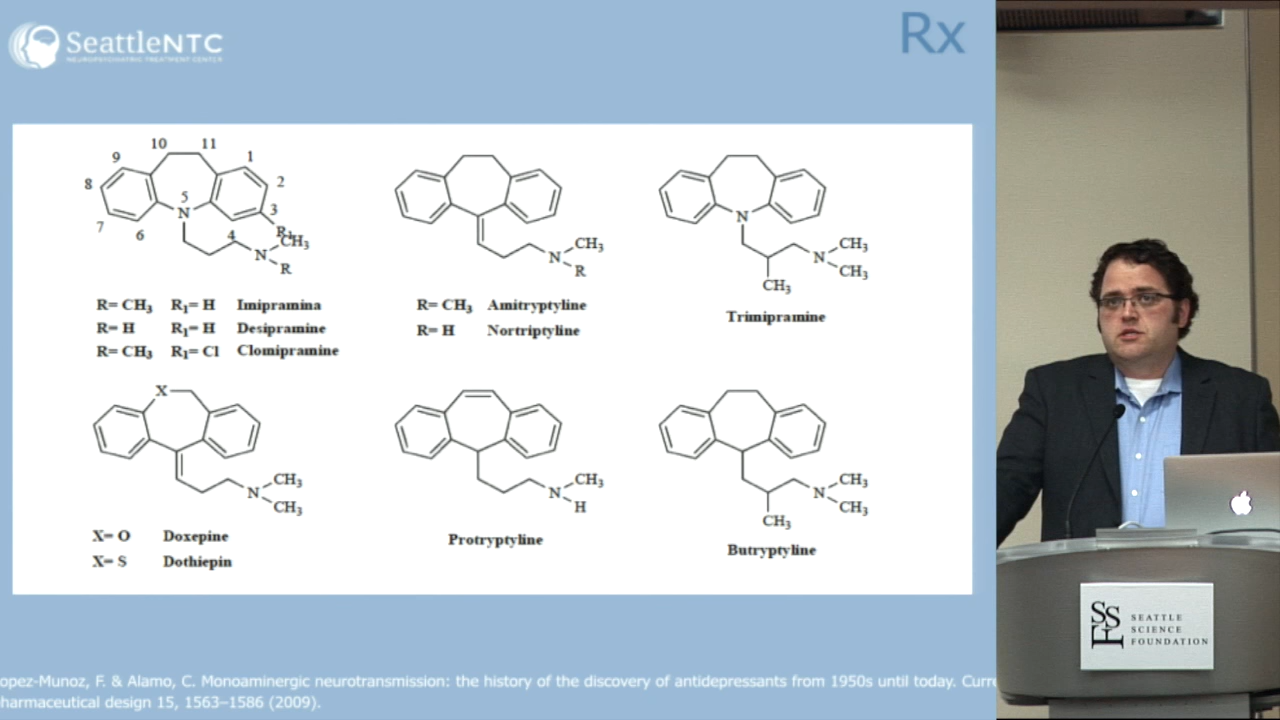 SeattleNTC
NEUROPSYCHIATRIC TREATMENT CENTER
Rx
10 11
9 1
8 2
5
3
7 6 4
N
R₁
CH₃
N
R
R= CH₃ R₁= H Imipramina
R= H R₁= H Desipramine
R= CH₃ R₁= Cl Clomipramine
CH₃
N
R
R= CH₃ Amitryptyline
R= H Nortriptyline
N
CH₃
N
CH₃
CH₃
Trimipramine
X
CH₃
N
CH₃
X= O Doxepine
X= S Dothiepin
CH₃
N
H
Protryptyline
CH₃
N
CH₃
CH₃
Butryptyline
opez-Munoz, F. & Alamo, C. Monoaminergic neurotransmission: the history of the discovery of antidepressants from 1950s until today. Curre
harmaceutical design 15, 1563–1586 (2009).
SSF
SEATTLE
SCIENCE
FOUNDATION